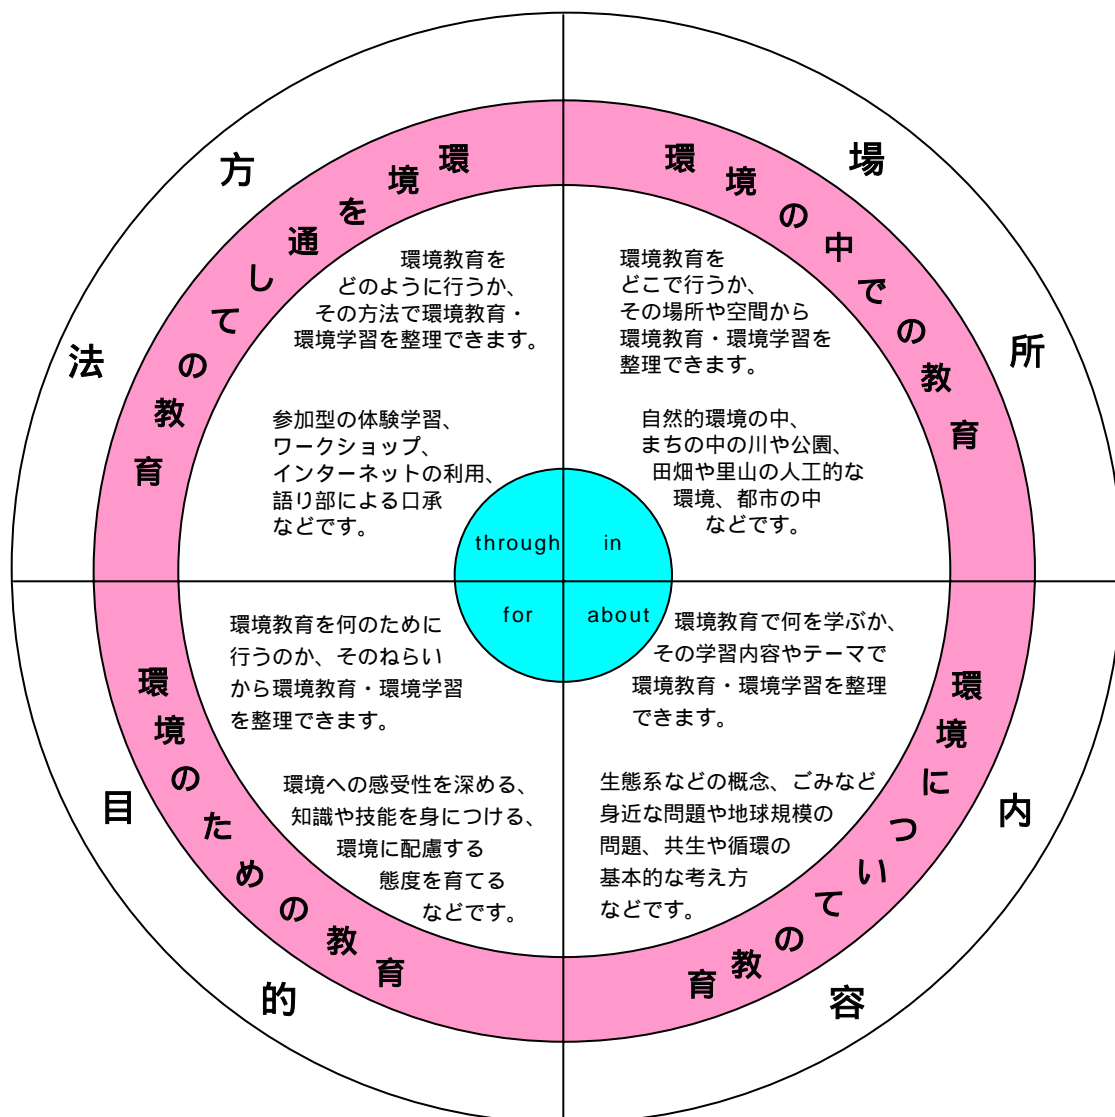 方法
環境を通しての教育
環境教育を
どのように行うか、
その方法で環境教育・
環境学習を整理できます。
参加型の体験学習、
ワークショップ、
インターネットの利用、
語り部による口承
などです。
through
場所
環境の中での教育
環境教育を
どこで行うか、
その場所や空間から
環境教育・環境学習を
整理できます。
自然的環境の中、
まちの中の川や公園、
田畑や里山の人工的な
環境、都市の中
などです。
in
目的
環境のための教育
for
環境教育を何のために
行うのか、そのねらい
から環境教育・環境学習
を整理できます。
環境への感受性を深める、
知識や技能を身につける、
環境に配慮する
態度を育てる
などです。
内容
環境についての教育
about
環境教育で何を学ぶか、
その学習内容やテーマで
環境教育・環境学習を整理
できます。
生態系などの概念、ごみなど
身近な問題や地球規模の
問題、共生や循環の
基本的な考え方
などです。